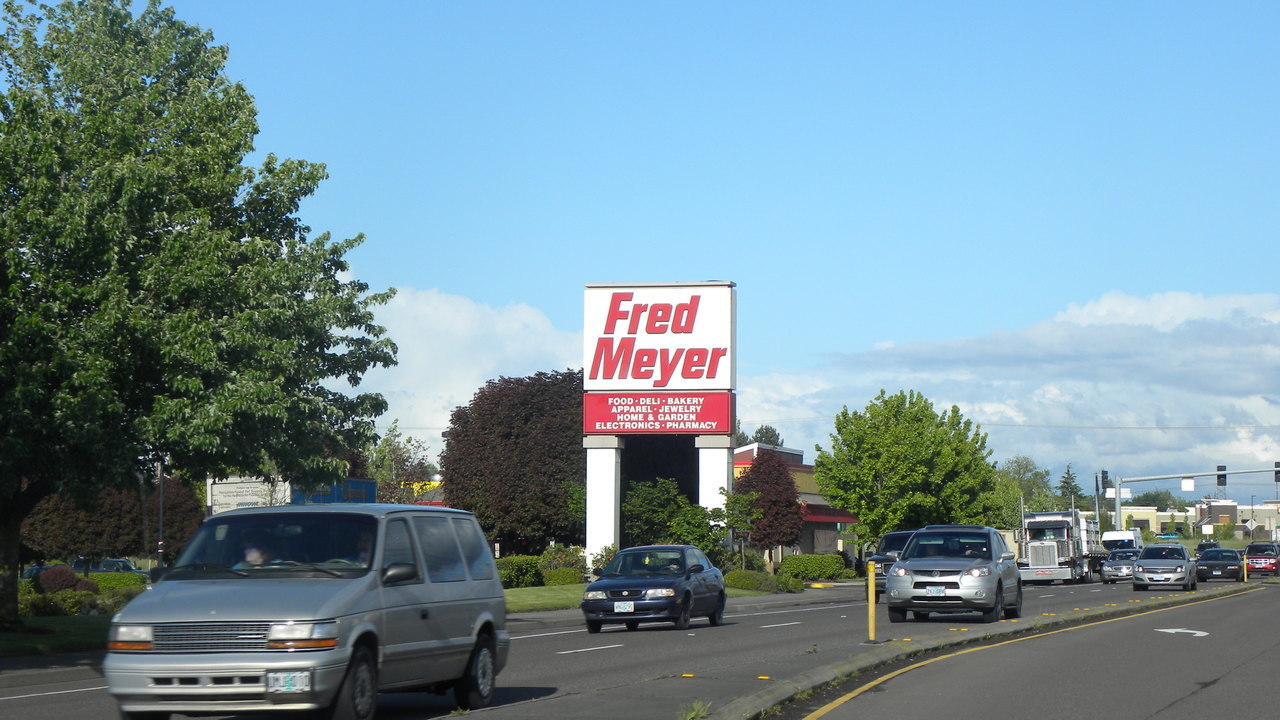 Fred
Meyer
FOOD · DELI · BAKERY
APPAREL · JEWELRY
HOME & GARDEN
ELECTRONICS · PHARMACY